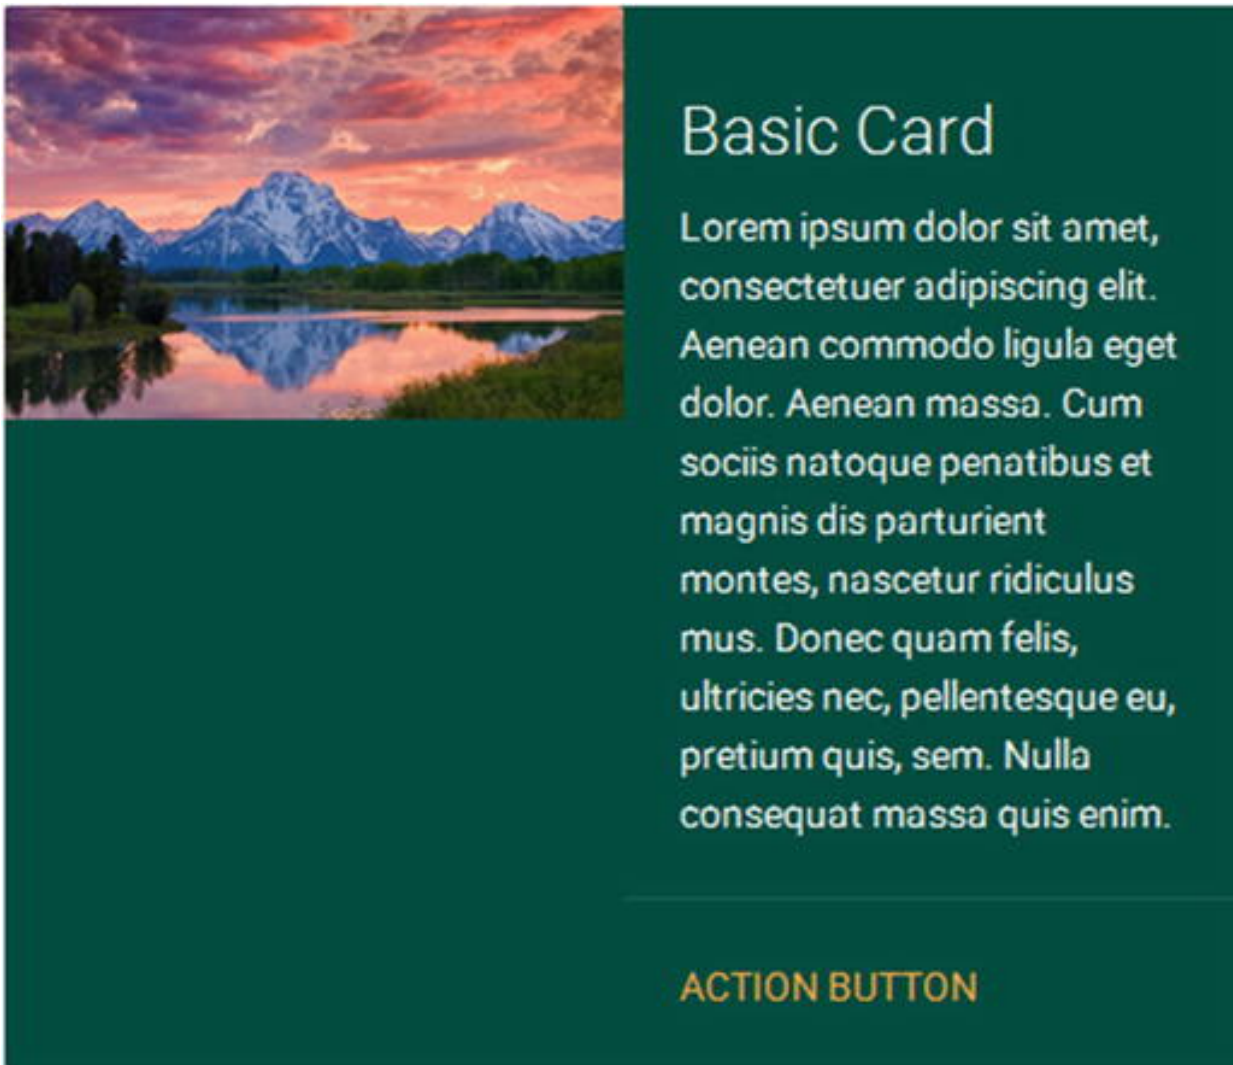 Basic Card
Lorem ipsum dolor sit amet,
consectetuer adipiscing elit.
Aenean commodo ligula eget
dolor. Aenean massa. Cum
sociis natoque penatibus et
magnis dis parturient
montes, nascetur ridiculus
mus. Donec quam felis,
ultricies nec, pellentesque eu,
pretium quis, sem. Nulla
consequat massa quis enim.
ACTION BUTTON